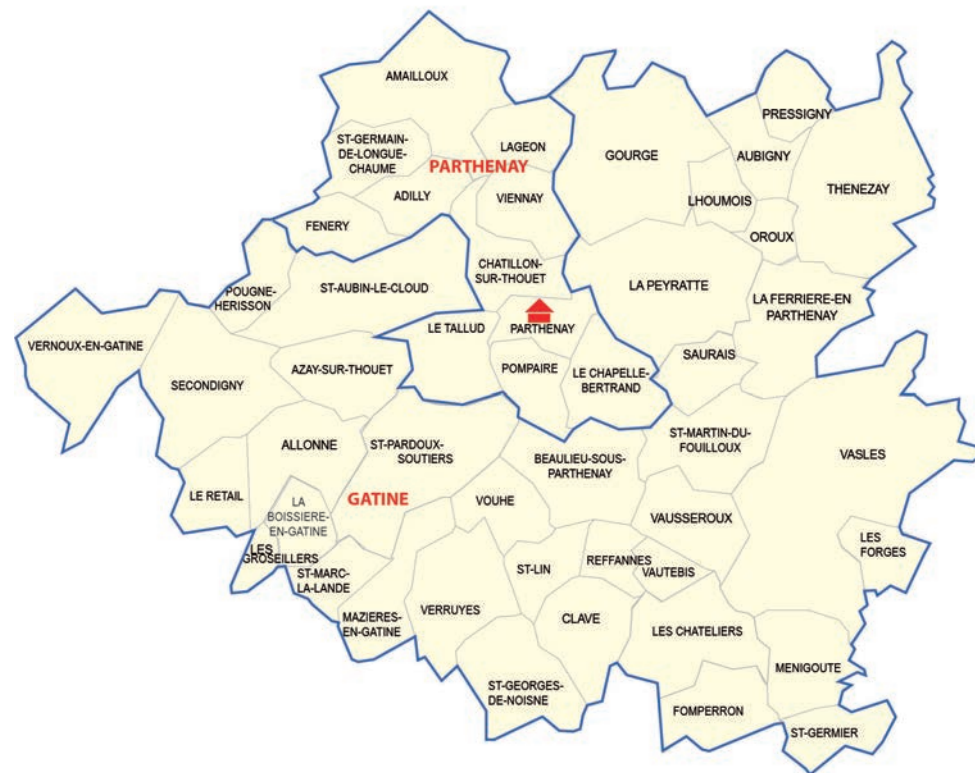 AMAILLOUX
PRESSIGNY
ST-GERMAIN-
DE-LONGUE-
CHAUME
LAGEON
GOURGE
AUBIGNY
PARTHENAY
THENEZAY
ADILLY
VIENNAY
LHOUMOIS
FENERY
OROUX
CHATILLON-
SUR-THOUET
POUGNE-
HERISSON
ST-AUBIN-LE-CLOUD
LA PEYRATTE
LA FERRIERE-EN
PARTHENAY
VERNOUX-EN-GATINE
LE TALLUD
PARTHENAY
SECONDIGNY
AZAY-SUR-THOUET
POMPAIRE
LE CHAPELLE-
BERTRAND
SAURAIS
ALLONNE
ST-PARDOUX-
SOUTIERS
BEAULIEU-SOUS-
PARTHENAY
ST-MARTIN-DU-
FOUILLOUX
VASLES
LE RETAIL
LA
BOISSIERE-
EN-GATINE
GATINE
VOUHE
VAUSSEROUX
LES
FORGES
LES
GROSEILLERS
ST-MARC-
LA-LANDE
ST-LIN
REFFANNES
VAUTEBIS
MAZIERES-
EN-GATINE
VERRUYES
CLAVE
LES CHATELIERS
MENIGOUTE
ST-GEORGES-
DE-NOISNE
FOMPERRON
ST-GERMIER